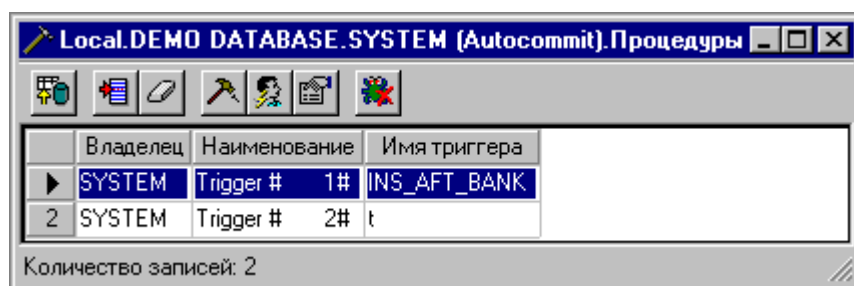 Local.DEMO DATABASE.SYSTEM (Autocommit).Процедуры
Владелец Наименование Имя триггера
SYSTEM Trigger # 1# INS_AFT_BANK
2 SYSTEM Trigger # 2# t
Количество записей: 2